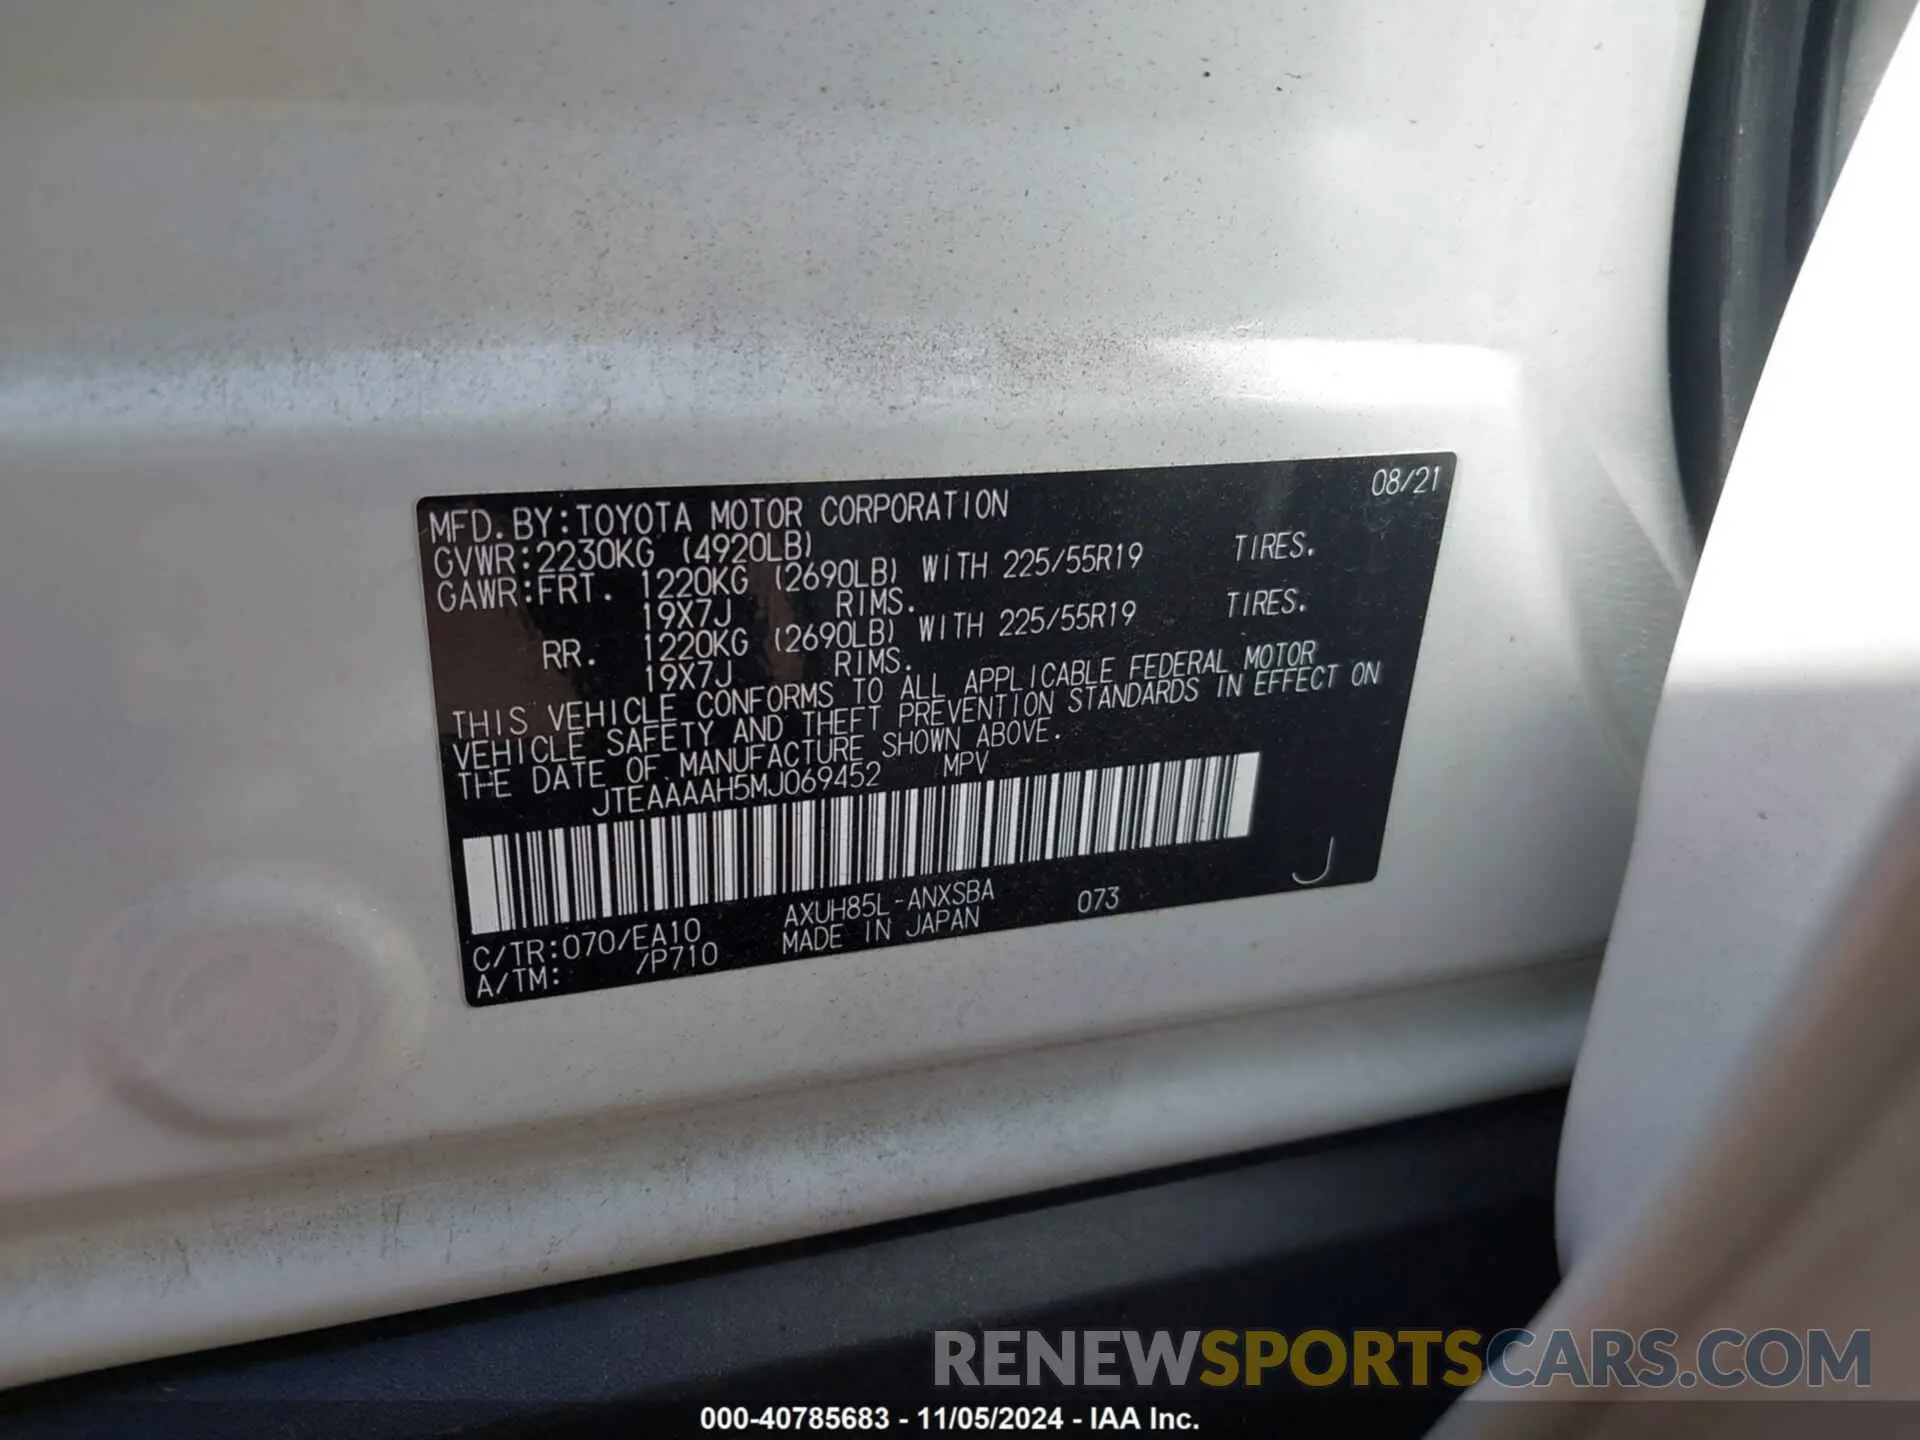 08/21
MFD. BY:TOYOTA MOTOR CORPORATION
GVWR:2230KG (4920LB)
GAWR:FRT. 1220KG (2690LB) WITH 225/55R19 TIRES.
19X7J RIMS.
RR. 1220KG (2690LB) WITH 225/55R19 TIRES.
19X7J RIMS.
THIS VEHICLE CONFORMS TO ALL APPLICABLE FEDERAL MOTOR
VEHICLE SAFETY AND THEFT PREVENTION STANDARDS IN EFFECT ON
THE DATE OF MANUFACTURE SHOWN ABOVE.
JTEAAAAH5MJ069452 MPV
C/TR:070/EA10 AXUH85L-ANXSBA 073 J
A/TM: /P710 MADE IN JAPAN
RENEWSPORTSCARS.COM
000-40785683 - 11/05/2024 - IAA Inc.